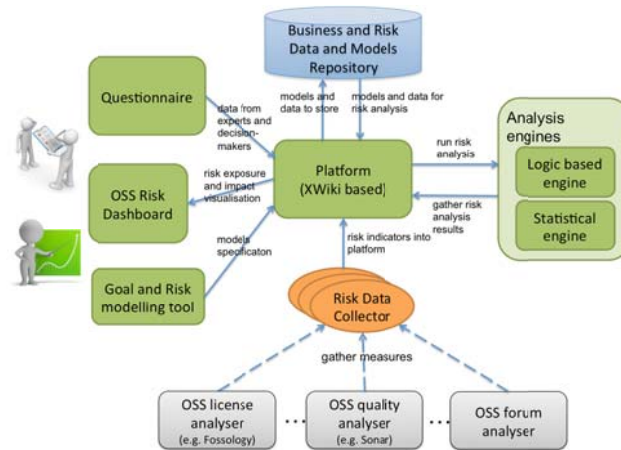 Business and Risk
Data and Models
Repository
Questionnaire
data from
experts and
decision-
makers
models and
data to store
models and data for
risk analysis
Analysis
engines
run risk
analysis
Logic based
engine
Platform
(XWiki based)
OSS Risk
Dashboard
risk exposure
and impact
visualisation
gather risk
analysis
results
Statistical
engine
models
specificaton
risk indicators into
platform
Goal and Risk
modelling tool
Risk Data
Collector
gather measures
OSS license
analyser
(e.g. Fossology)
...
OSS quality
analyser
(e.g. Sonar)
...
OSS forum
analyser